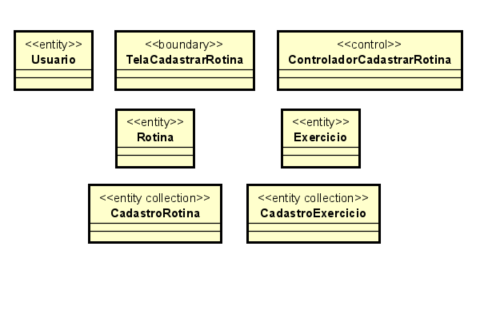 <<entity>>
Usuario
<<boundary>>
TelaCadastrarRotina
<<control>>
ControladorCadastrarRotina
<<entity>>
Rotina
<<entity>>
Exercicio
<<entity collection>>
CadastroRotina
<<entity collection>>
CadastroExercicio